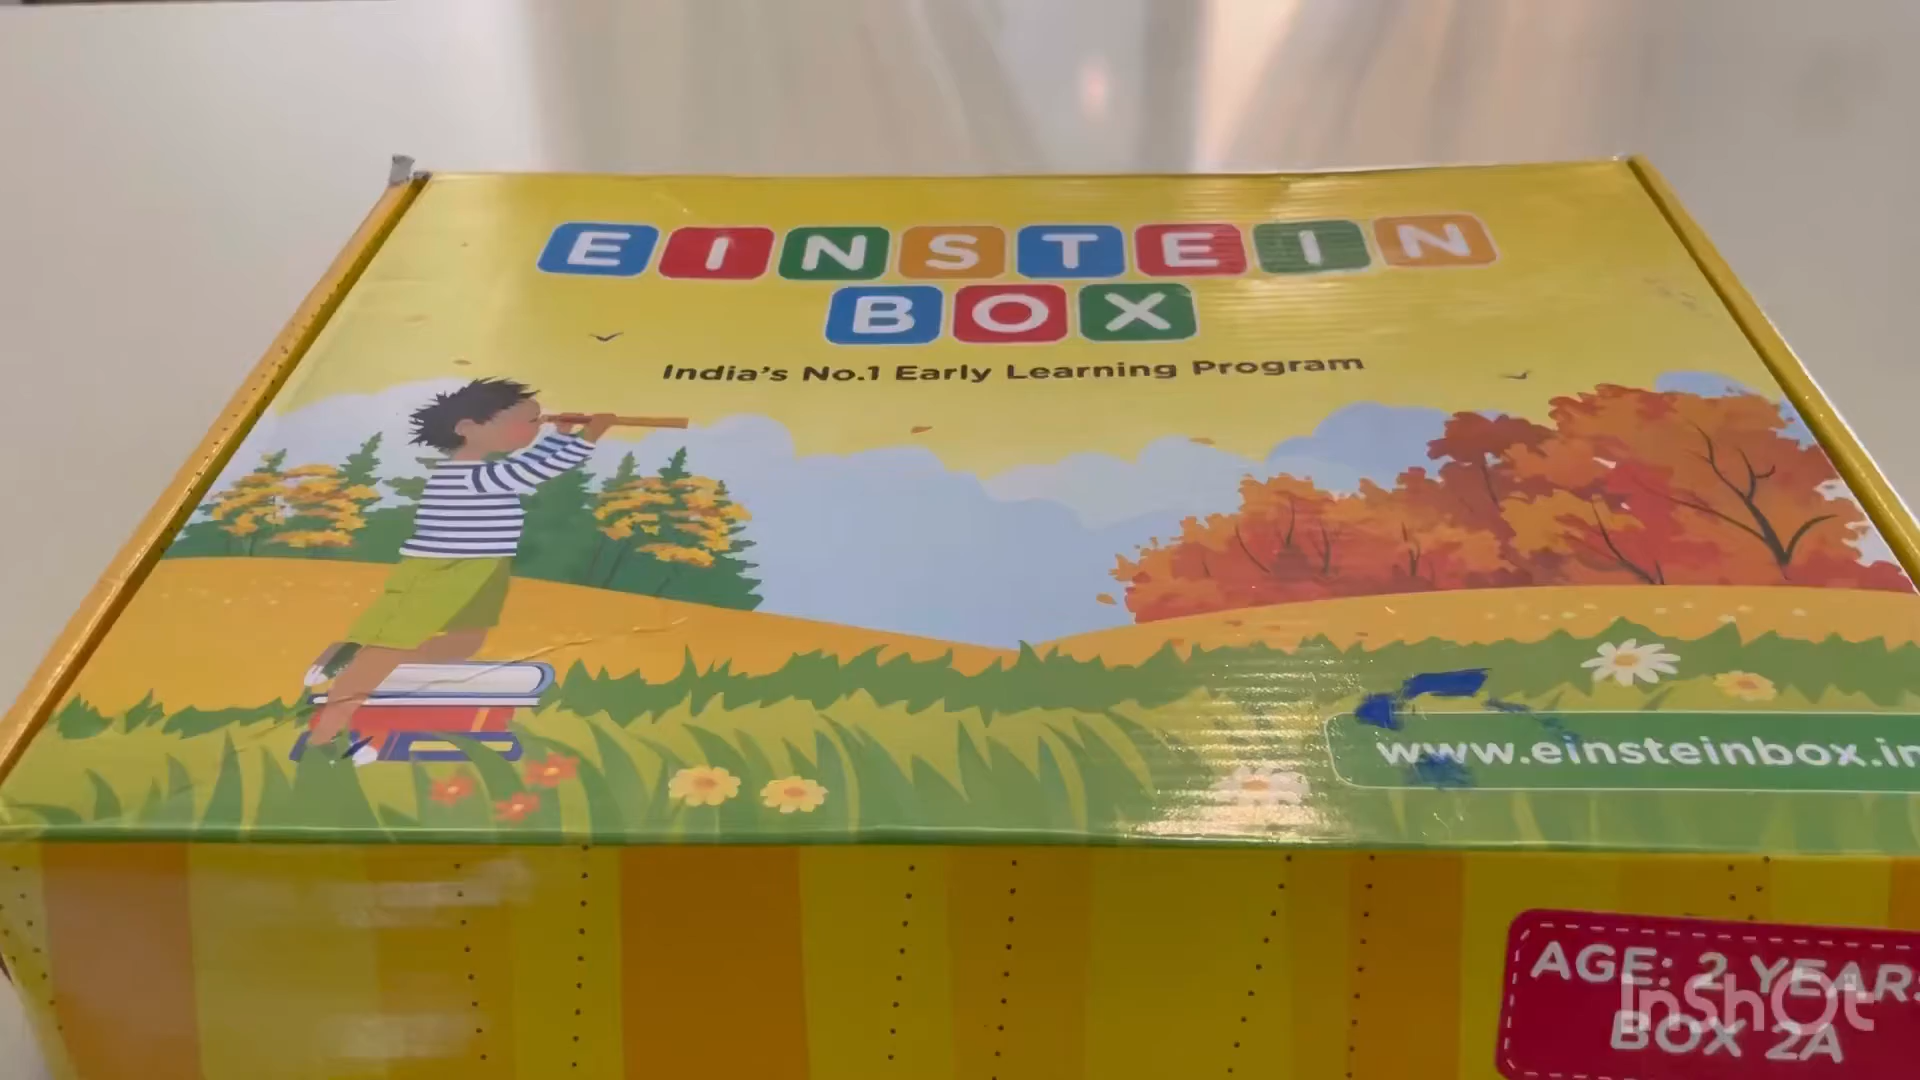 EINSTEIN
BOX
India's No.1 Early Learning Program
www.einsteinbox.in
AGE: 2 YEARS
BOX 2A
InShOt